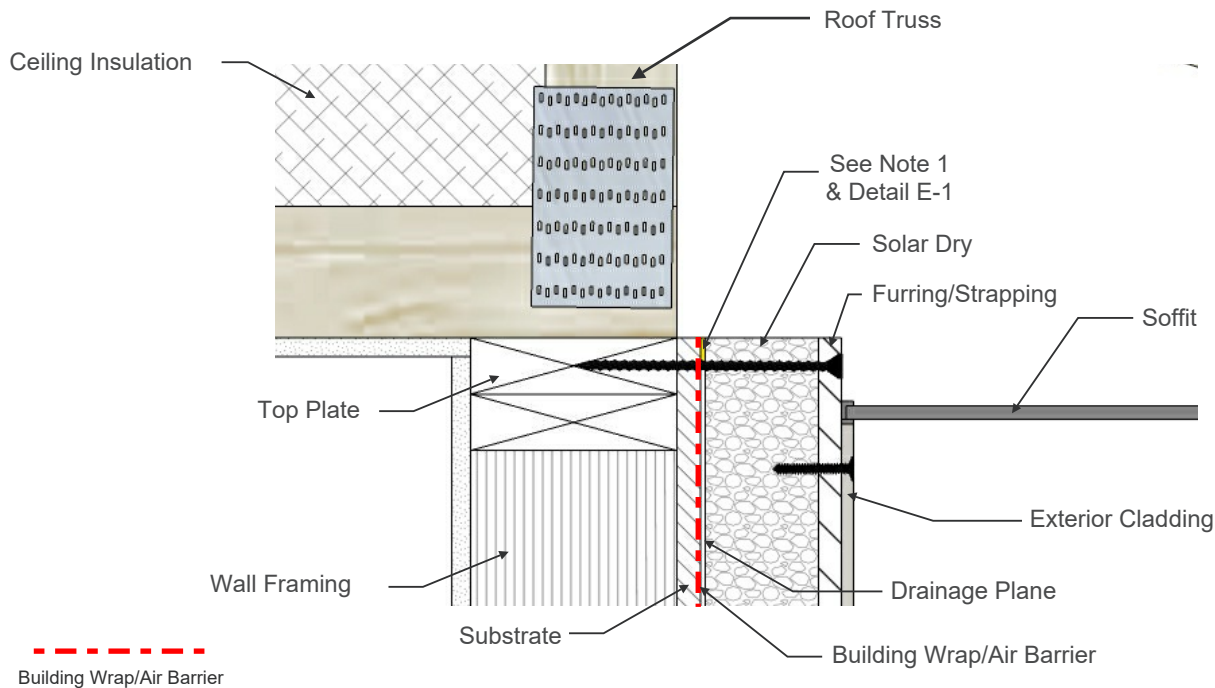 Roof Truss
Ceiling Insulation
See Note 1
& Detail E-1
Solar Dry
Furring/Strapping
Soffit
Top Plate
Exterior Cladding
Wall Framing
Drainage Plane
Substrate
Building Wrap/Air Barrier
Building Wrap/Air Barrier